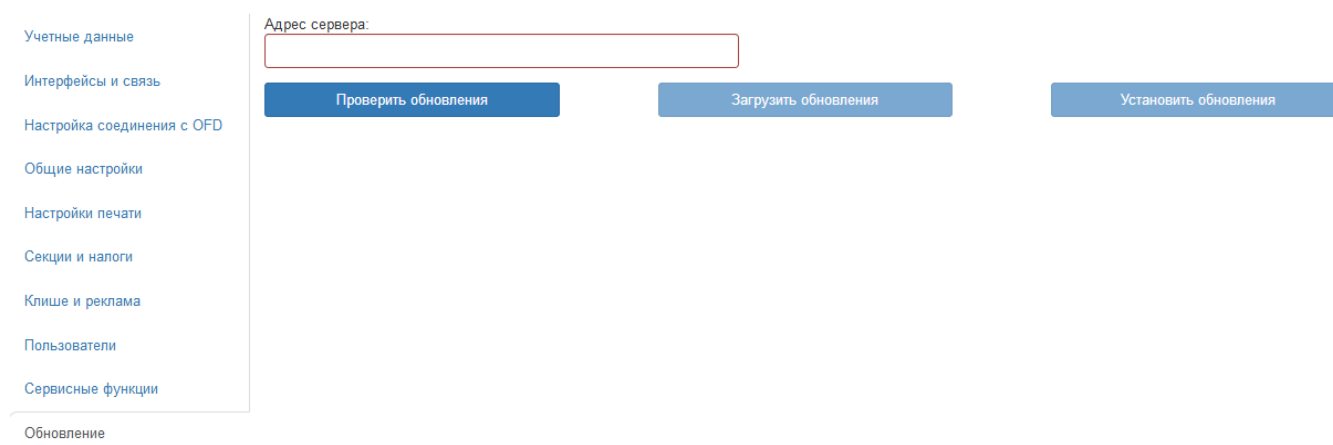 Учетные данные
Интерфейсы и связь
Настройка соединения с OFD
Общие настройки
Настройки печати
Секции и налоги
Клише и реклама
Пользователи
Сервисные функции
Обновление
Адрес сервера:
Проверить обновления
Загрузить обновления
Установить обновления